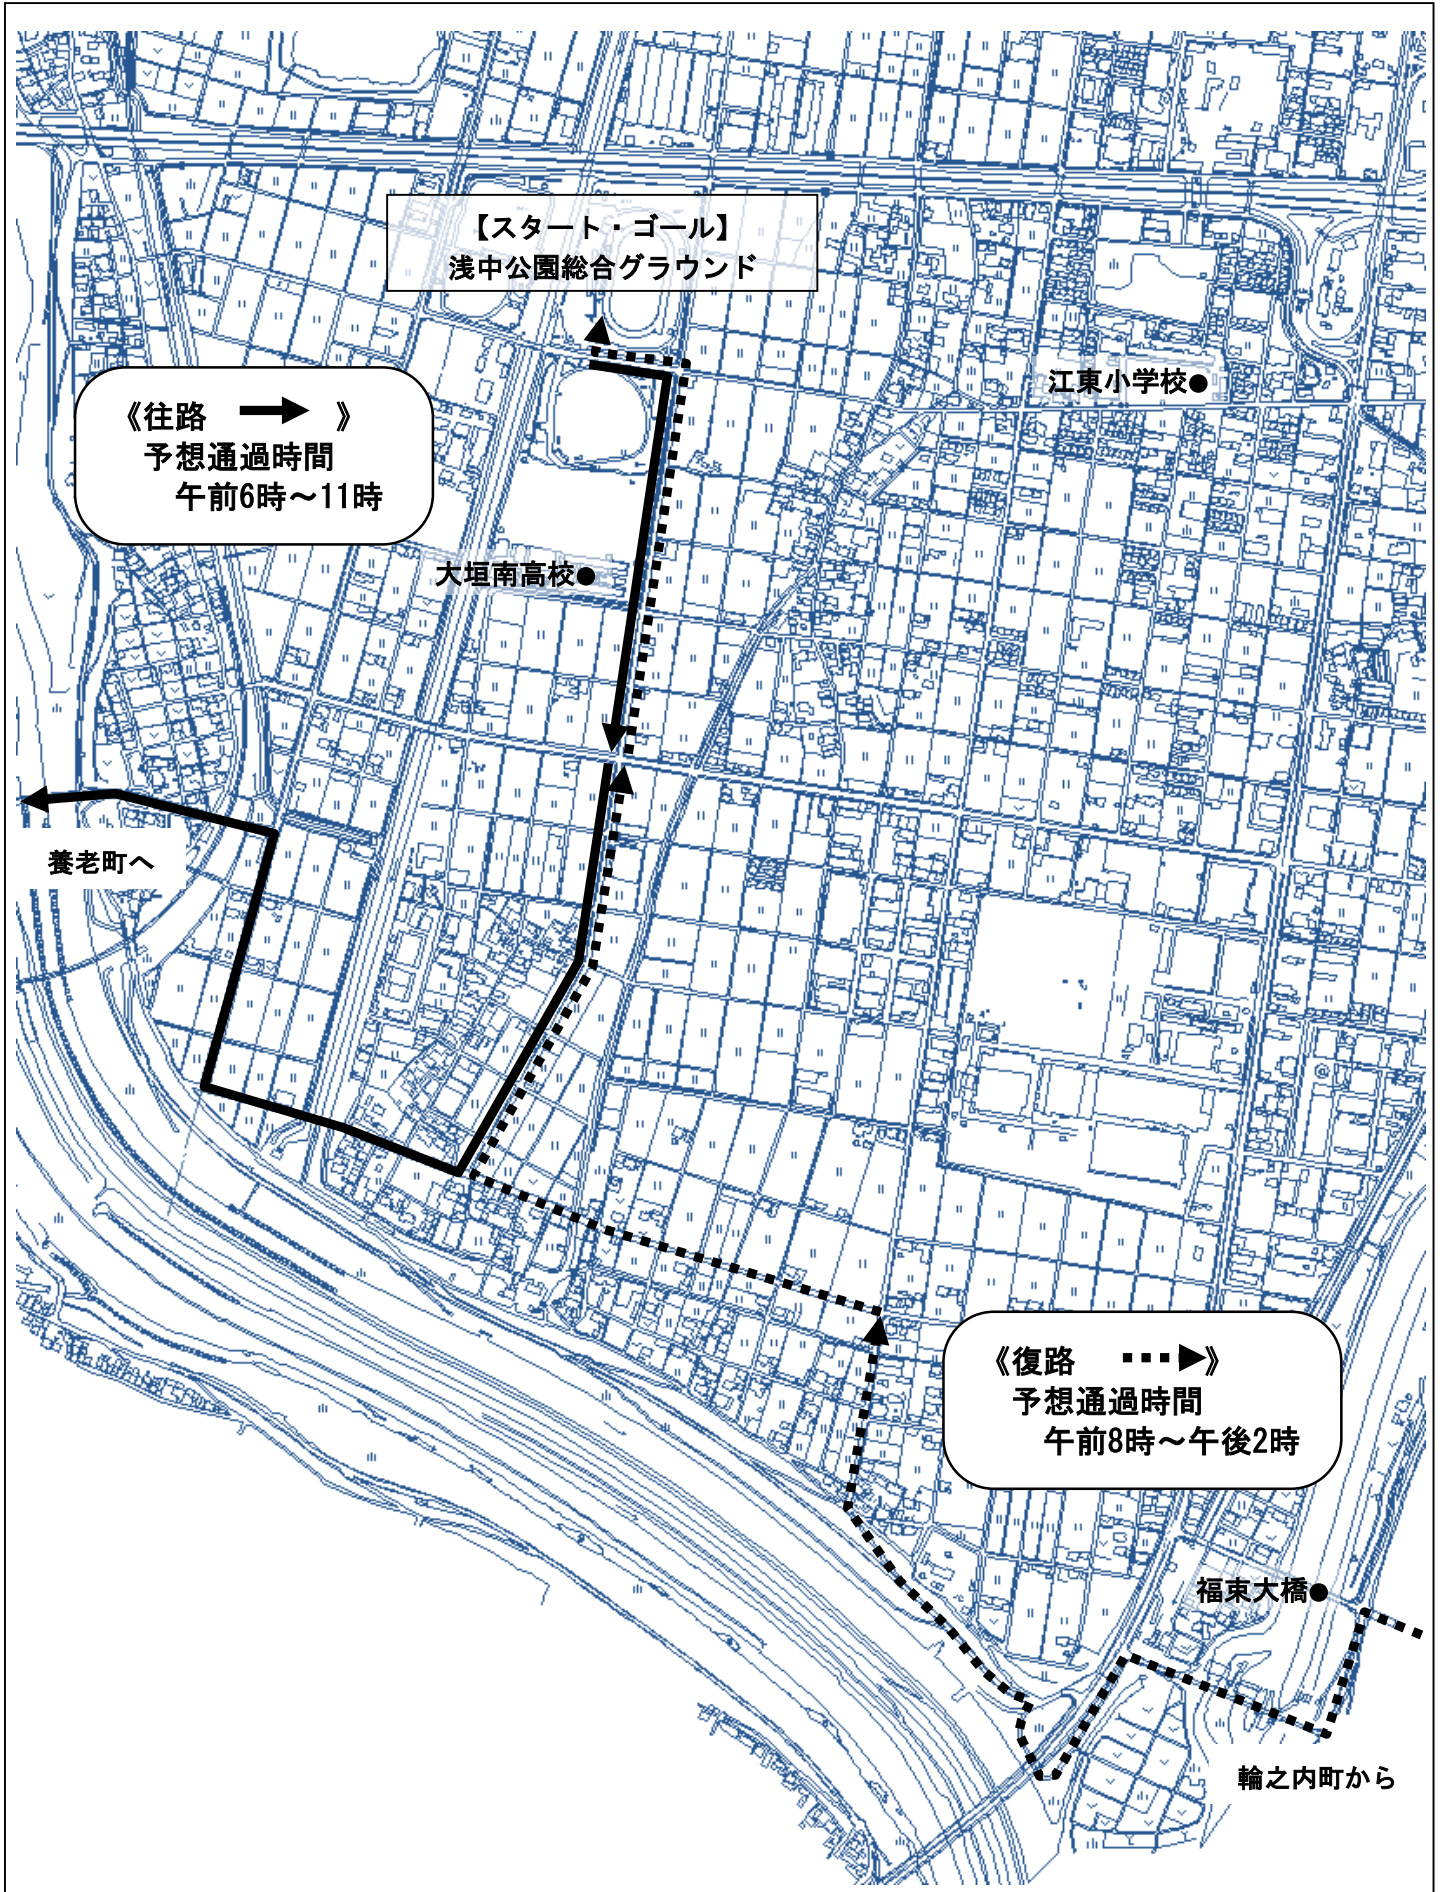 【スタート・ゴール】
浅中公園総合グラウンド
江東小学校●
《往路　　》
予想通過時間
午前6時～11時
大垣南高校●
養老町へ
《復路　　》
予想通過時間
午前8時～午後2時
福東大橋●
輪之内町から